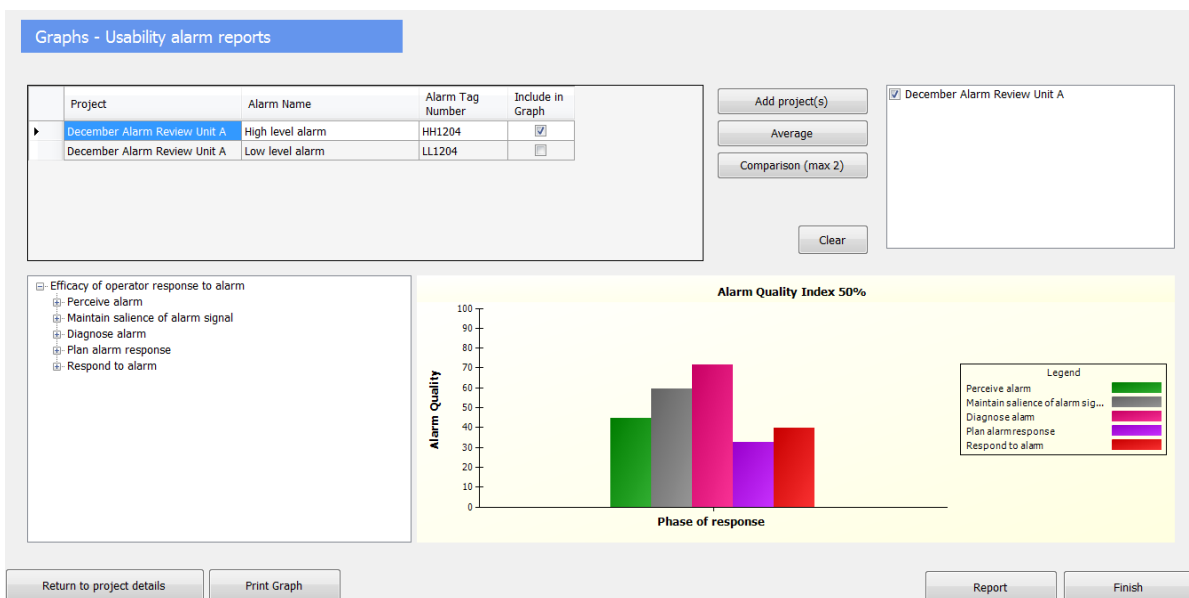 Graphs - Usability alarm reports
Project Alarm Name Alarm Tag Number Include in Graph
December Alarm Review Unit A High level alarm HH1204
December Alarm Review Unit A Low level alarm LL1204
Add project(s)
Average
Comparison (max 2)
Clear
December Alarm Review Unit A
Efficacy of operator response to alarm
Perceive alarm
Maintain salience of alarm signal
Diagnose alarm
Plan alarm response
Respond to alarm
Alarm Quality Index 50%
Alarm Quality
100
90
80
70
60
50
40
30
20
10
0
Phase of response
Legend
Perceive alarm
Maintain salience of alarm sig...
Diagnose alarm
Plan alarm response
Respond to alarm
Return to project details
Print Graph
Report
Finish